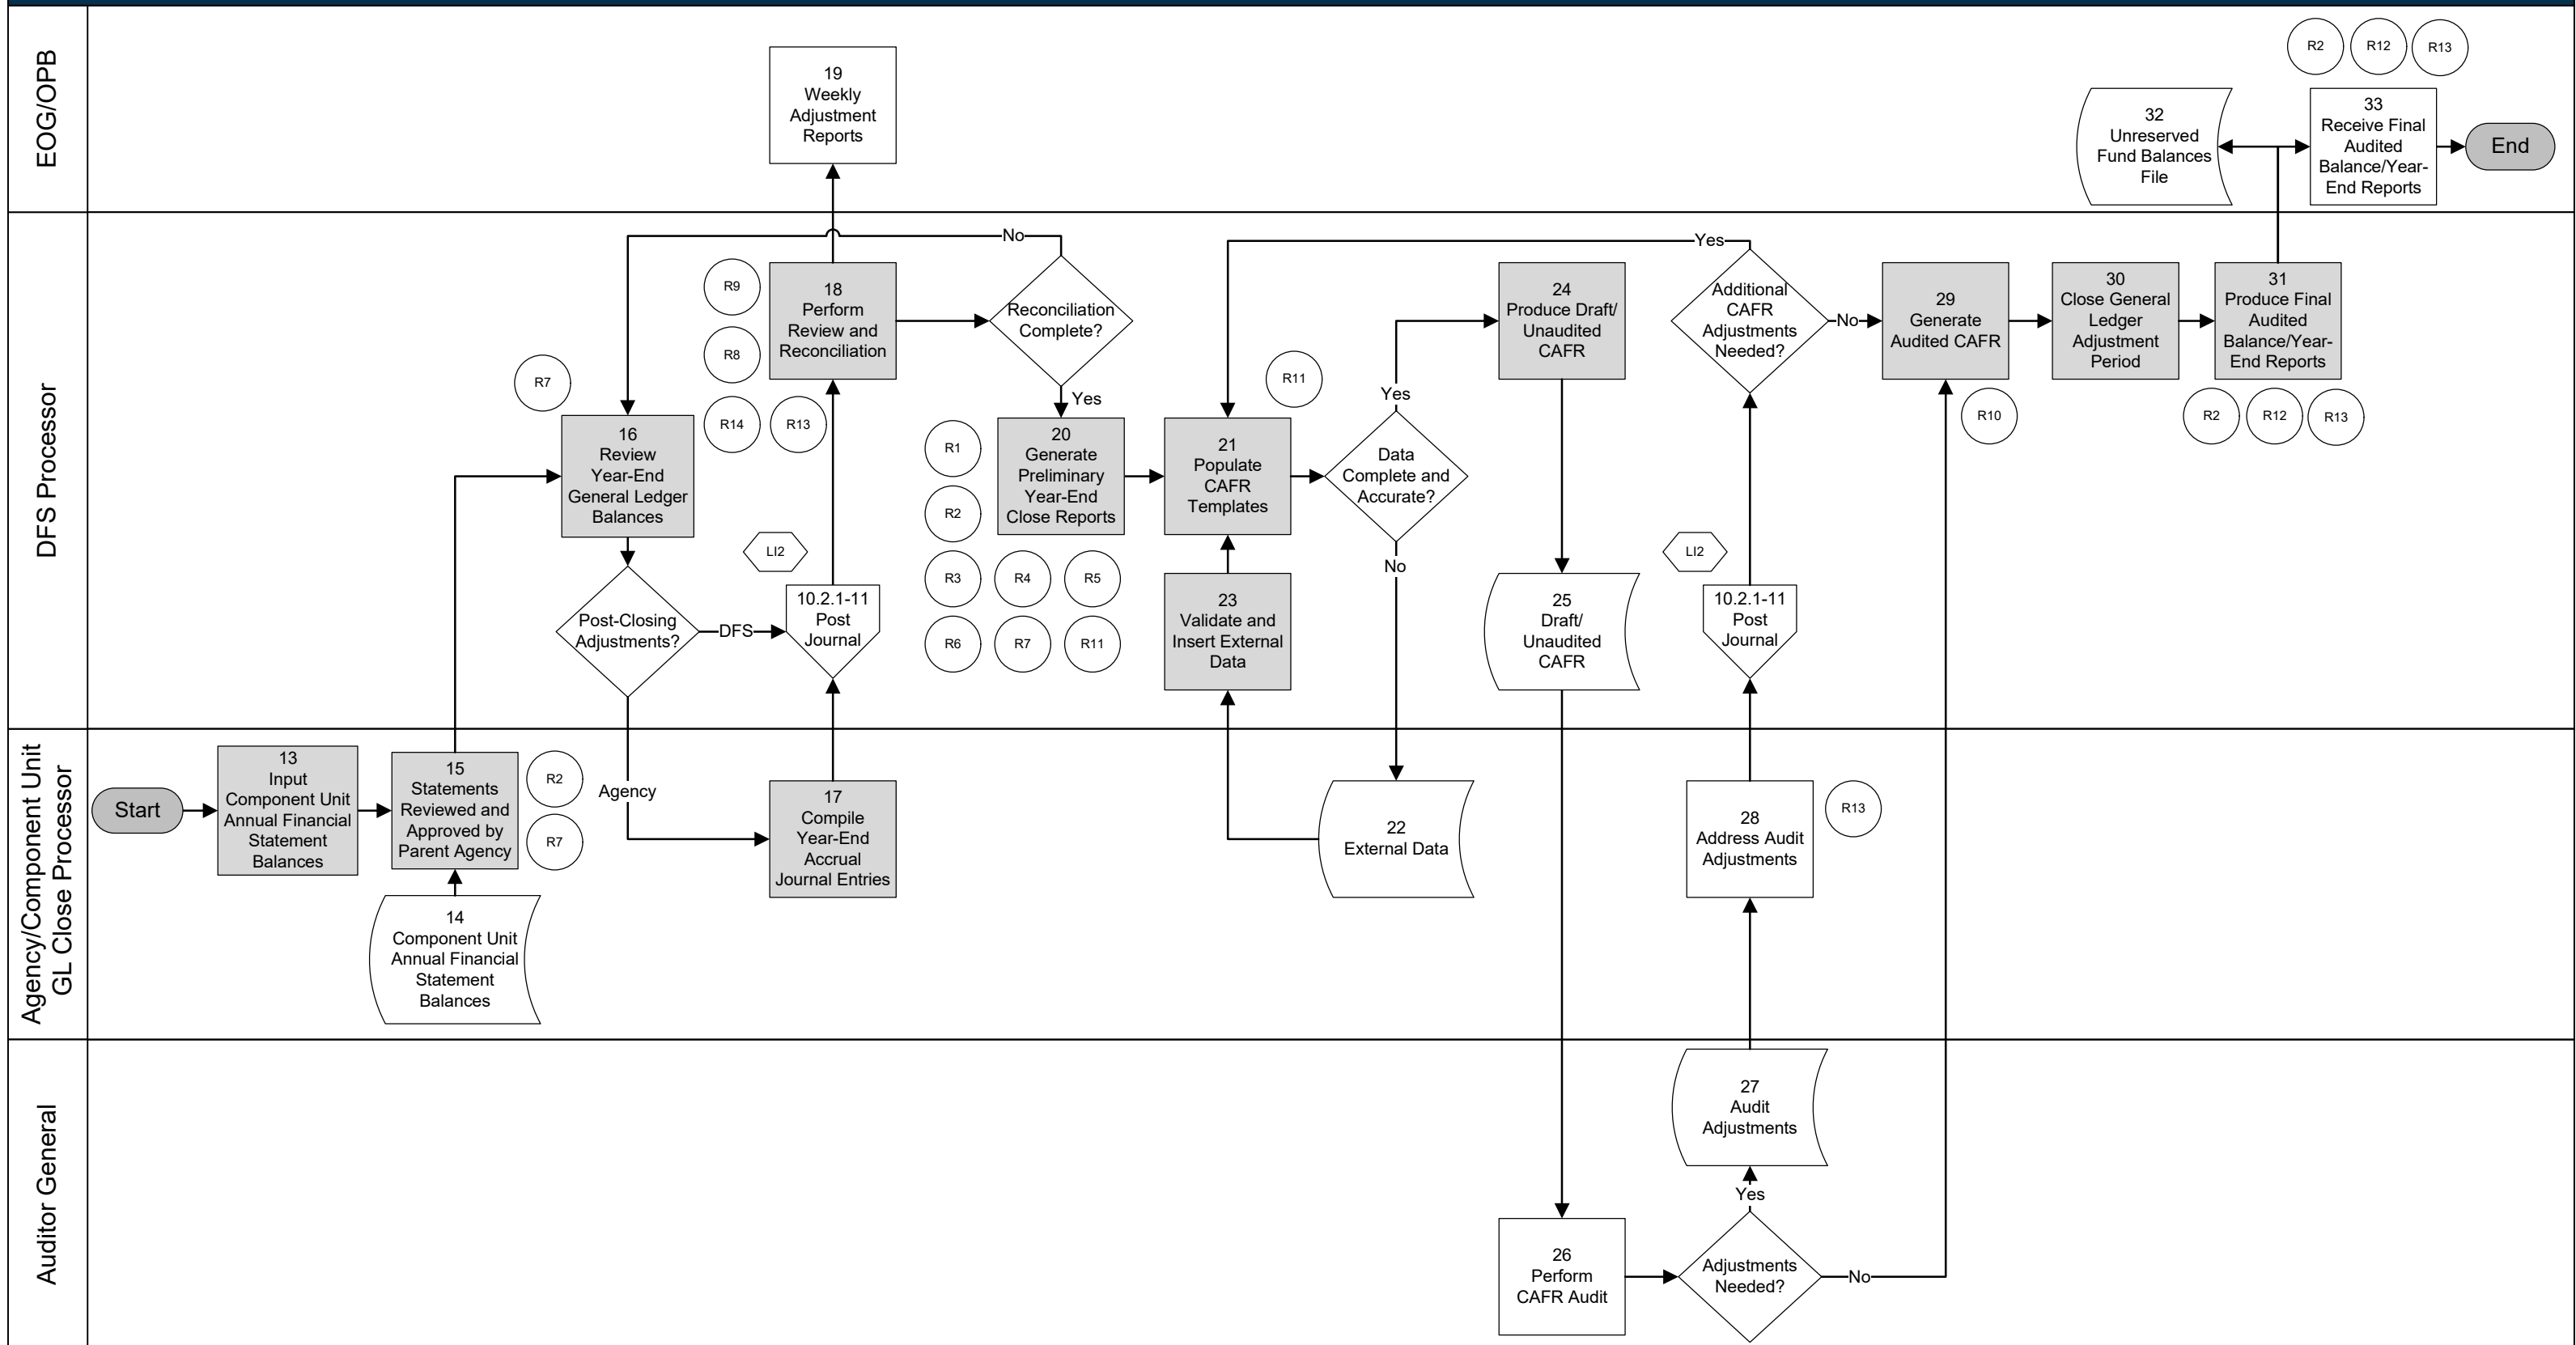 EOG/OPB
19
Weekly
Adjustment
Reports
R2
R12
R13
32
Unreserved
Fund Balances
File
33
Receive Final
Audited
Balance/Year-
End Reports
End
DFS Processor
No
Yes
R9
R8
R14
R13
18
Perform
Review and
Reconciliation
Reconciliation
Complete?
Yes
R7
16
Review
Year-End
General Ledger
Balances
Post-Closing
Adjustments?
DFS
LI2
10.2.1-11
Post
Journal
R1
R2
R3
R4
R5
R6
R7
R11
20
Generate
Preliminary
Year-End
Close Reports
R11
21
Populate
CAFR
Templates
23
Validate and
Insert External
Data
Data
Complete and
Accurate?
Yes
No
24
Produce Draft/
Unaudited
CAFR
25
Draft/
Unaudited
CAFR
Additional
CAFR
Adjustments
Needed?
No
LI2
10.2.1-11
Post
Journal
29
Generate
Audited CAFR
R10
30
Close General
Ledger
Adjustment
Period
31
Produce Final
Audited
Balance/Year-
End Reports
R2
R12
R13
Agency/Component Unit
GL Close Processor
Start
13
Input
Component Unit
Annual Financial
Statement
Balances
15
Statements
Reviewed and
Approved by
Parent Agency
R2
R7
14
Component Unit
Annual Financial
Statement
Balances
Agency
17
Compile
Year-End
Accrual
Journal Entries
22
External Data
28
Address Audit
Adjustments
R13
Auditor General
27
Audit
Adjustments
Yes
26
Perform
CAFR Audit
Adjustments
Needed?
No